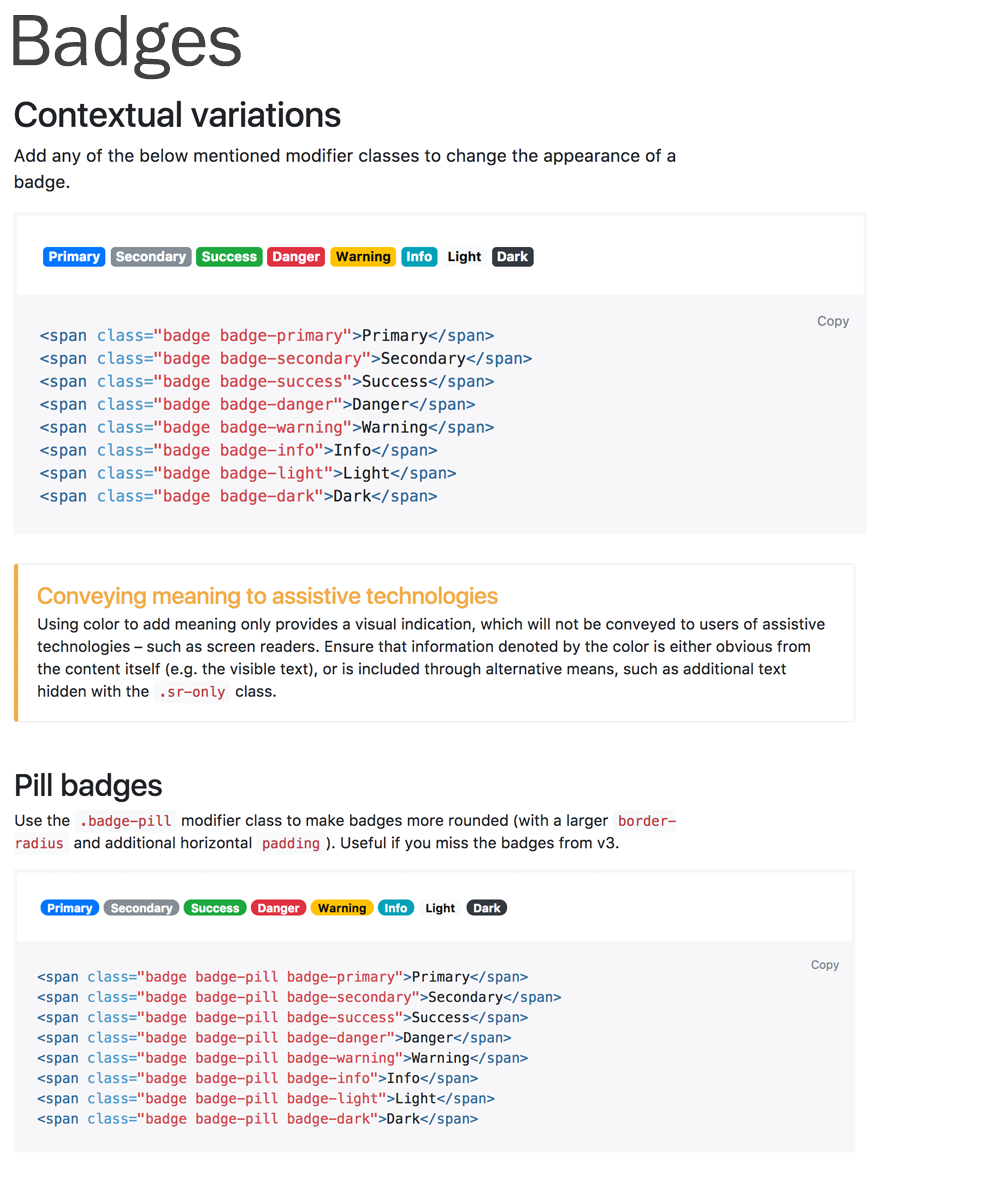 Badges
Contextual variations
Add any of the below mentioned modifier classes to change the appearance of a
badge.
Primary Secondary Success Danger Warning Info Light Dark
Copy
<span class="badge badge-primary">Primary</span>
<span class="badge badge-secondary">Secondary</span>
<span class="badge badge-success">Success</span>
<span class="badge badge-danger">Danger</span>
<span class="badge badge-warning">Warning</span>
<span class="badge badge-info">Info</span>
<span class="badge badge-light">Light</span>
<span class="badge badge-dark">Dark</span>
Conveying meaning to assistive technologies
Using color to add meaning only provides a visual indication, which will not be conveyed to users of assistive
technologies – such as screen readers. Ensure that information denoted by the color is either obvious from
the content itself (e.g. the visible text), or is included through alternative means, such as additional text
hidden with the .sr-only class.
Pill badges
Use the .badge-pill modifier class to make badges more rounded (with a larger border-
radius and additional horizontal padding ). Useful if you miss the badges from v3.
Primary Secondary Success Danger Warning Info Light Dark
Copy
<span class="badge badge-pill badge-primary">Primary</span>
<span class="badge badge-pill badge-secondary">Secondary</span>
<span class="badge badge-pill badge-success">Success</span>
<span class="badge badge-pill badge-danger">Danger</span>
<span class="badge badge-pill badge-warning">Warning</span>
<span class="badge badge-pill badge-info">Info</span>
<span class="badge badge-pill badge-light">Light</span>
<span class="badge badge-pill badge-dark">Dark</span>